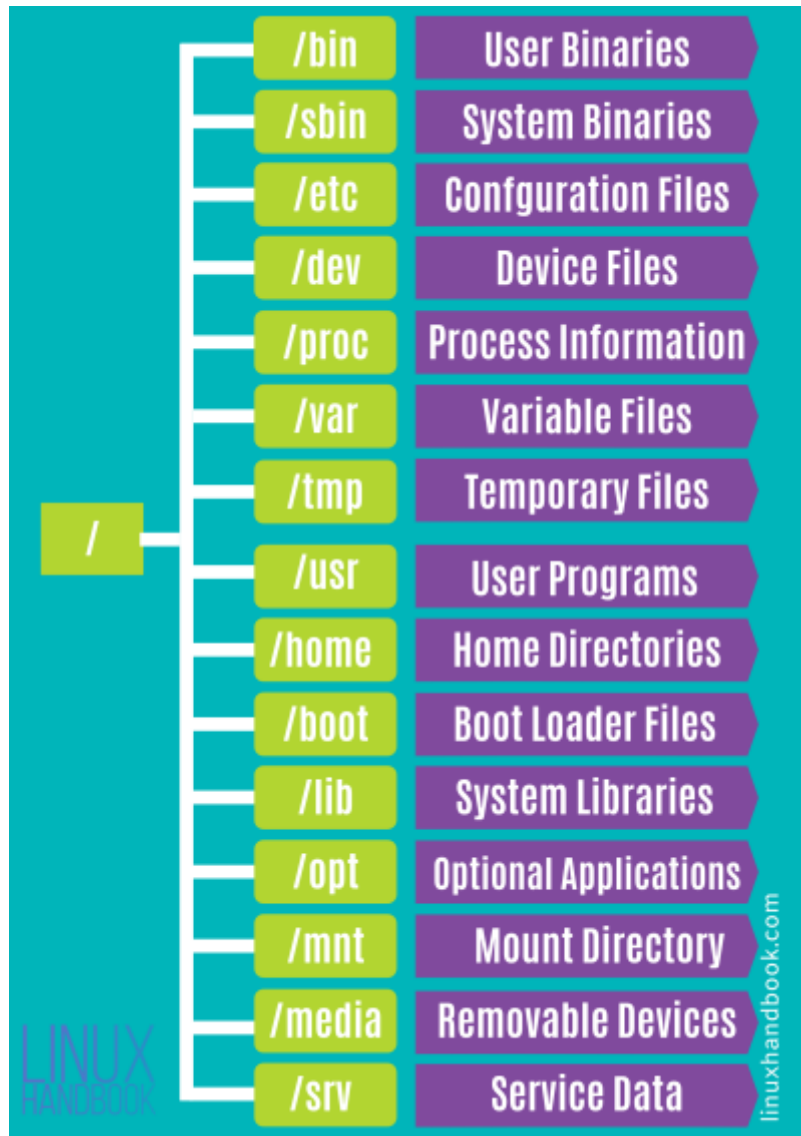 /bin User Binaries
/sbin System Binaries
/etc Confguration Files
/dev Device Files
/proc Process Information
/var Variable Files
/tmp Temporary Files
/
/usr User Programs
/home Home Directories
/boot Boot Loader Files
/lib System Libraries
/opt Optional Applications
/mnt Mount Directory
/media Removable Devices
/srv Service Data
LINUX
HANDBOOK
linuxhandbook.com